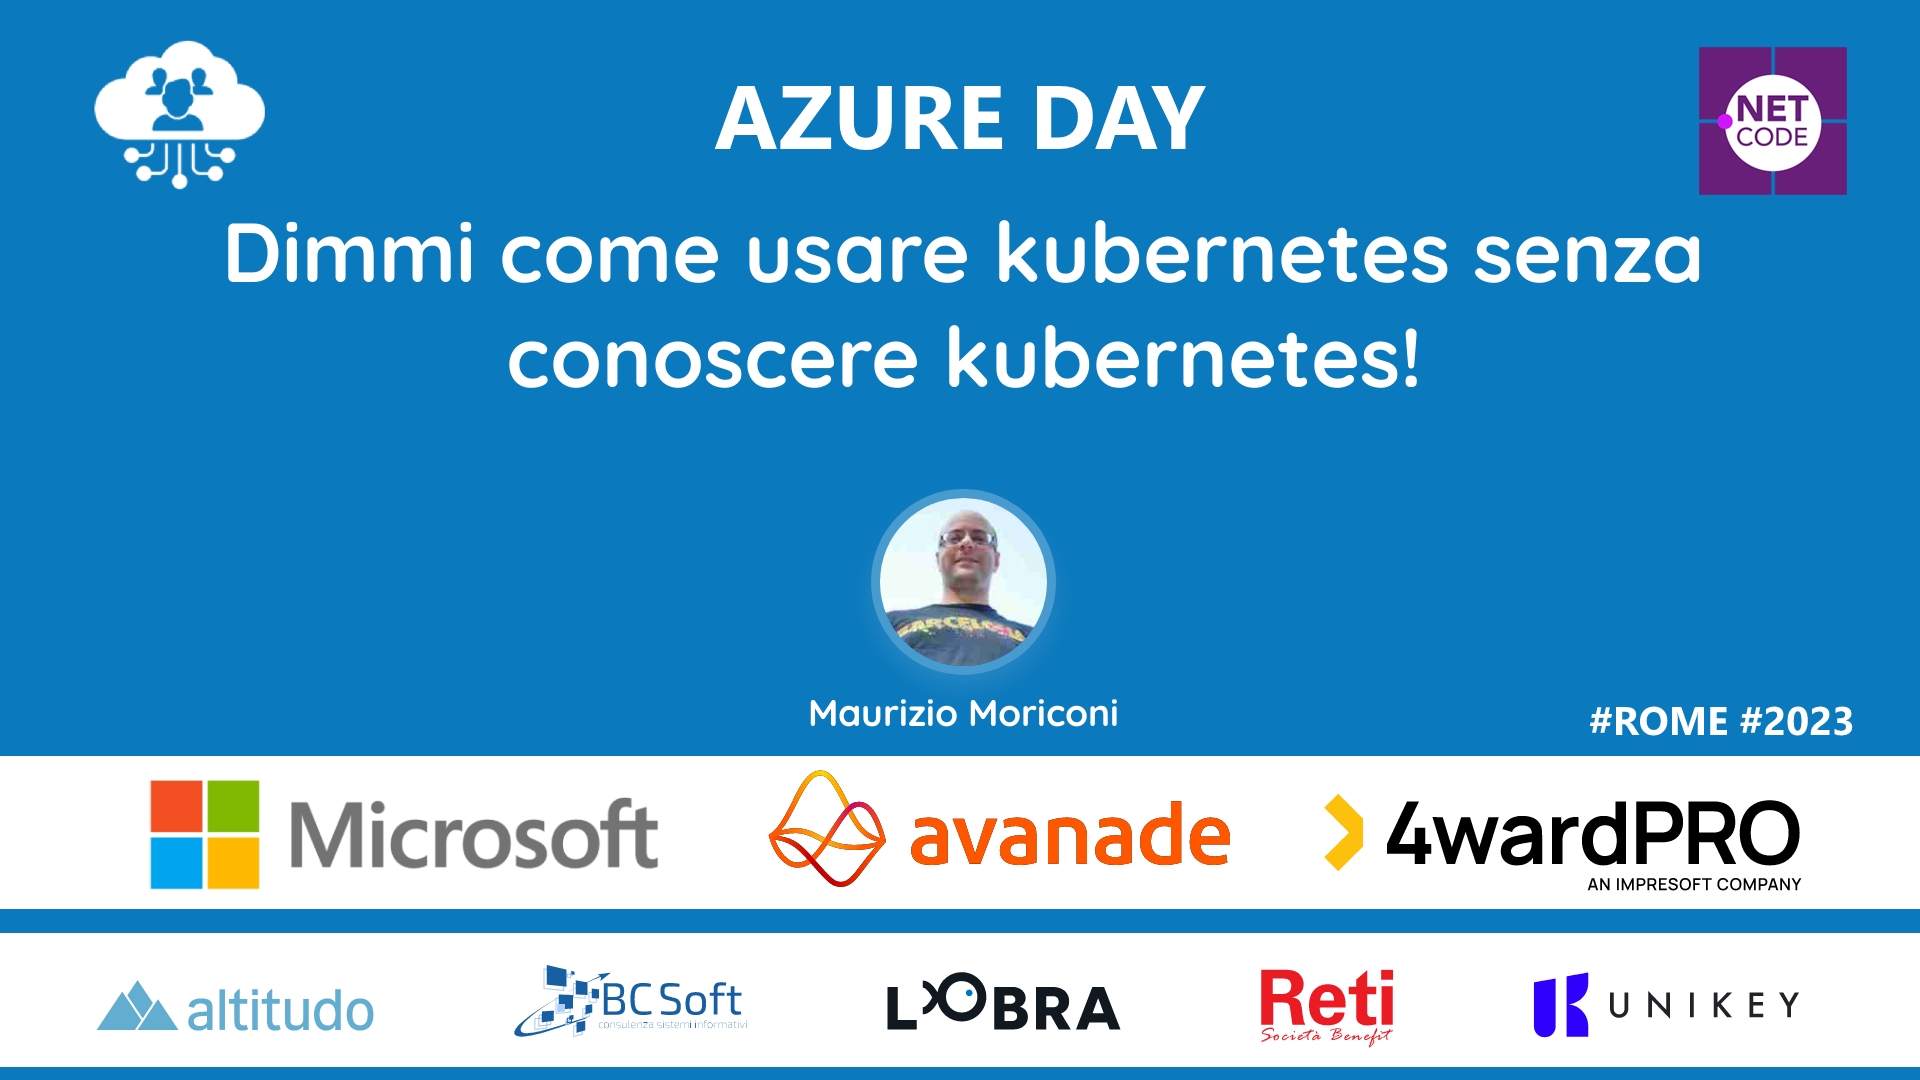 AZURE DAY
NET
CODE
Dimmi come usare kubernetes senza
conoscere kubernetes!
Maurizio Moriconi
#ROME #2023
Microsoft
avanade
4wardPRO
AN IMPRESOFT COMPANY
altitudo
BC Soft
consulenza sistemi informativi
LOBRA
Reti
Società Benefit
UNIKEY